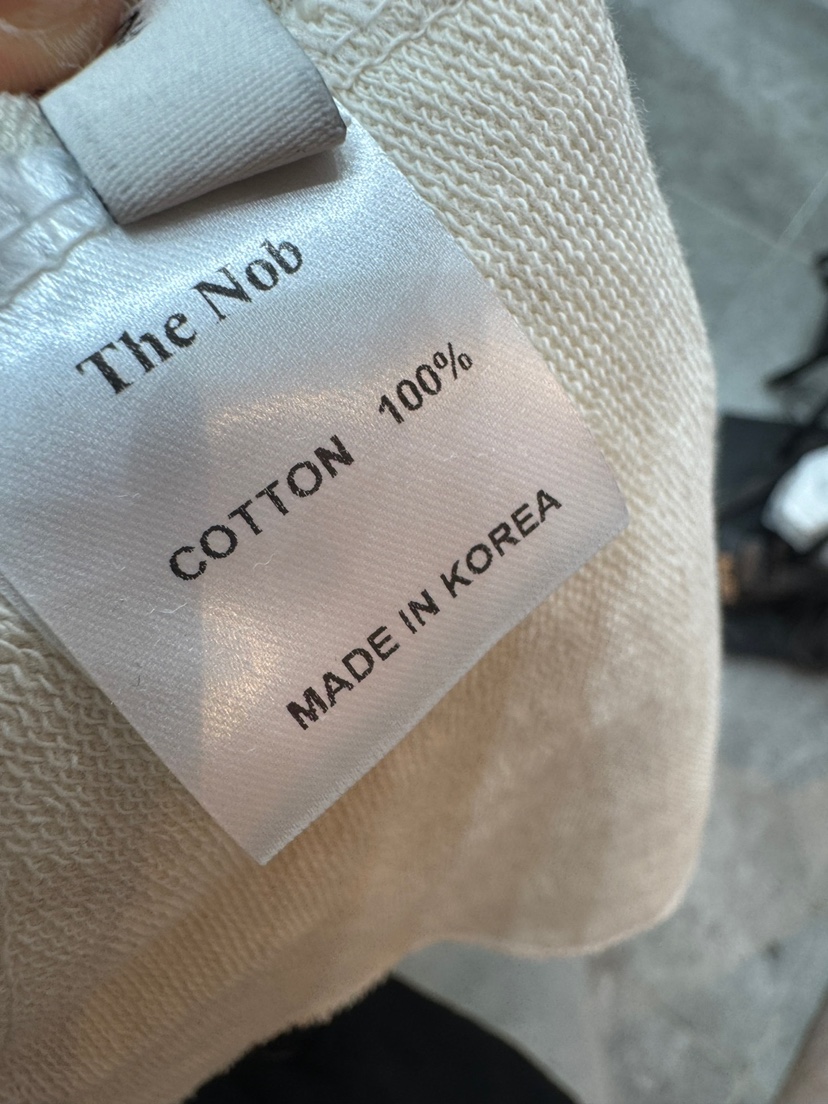 The Nob
COTTON 100%
MADE IN KOREA